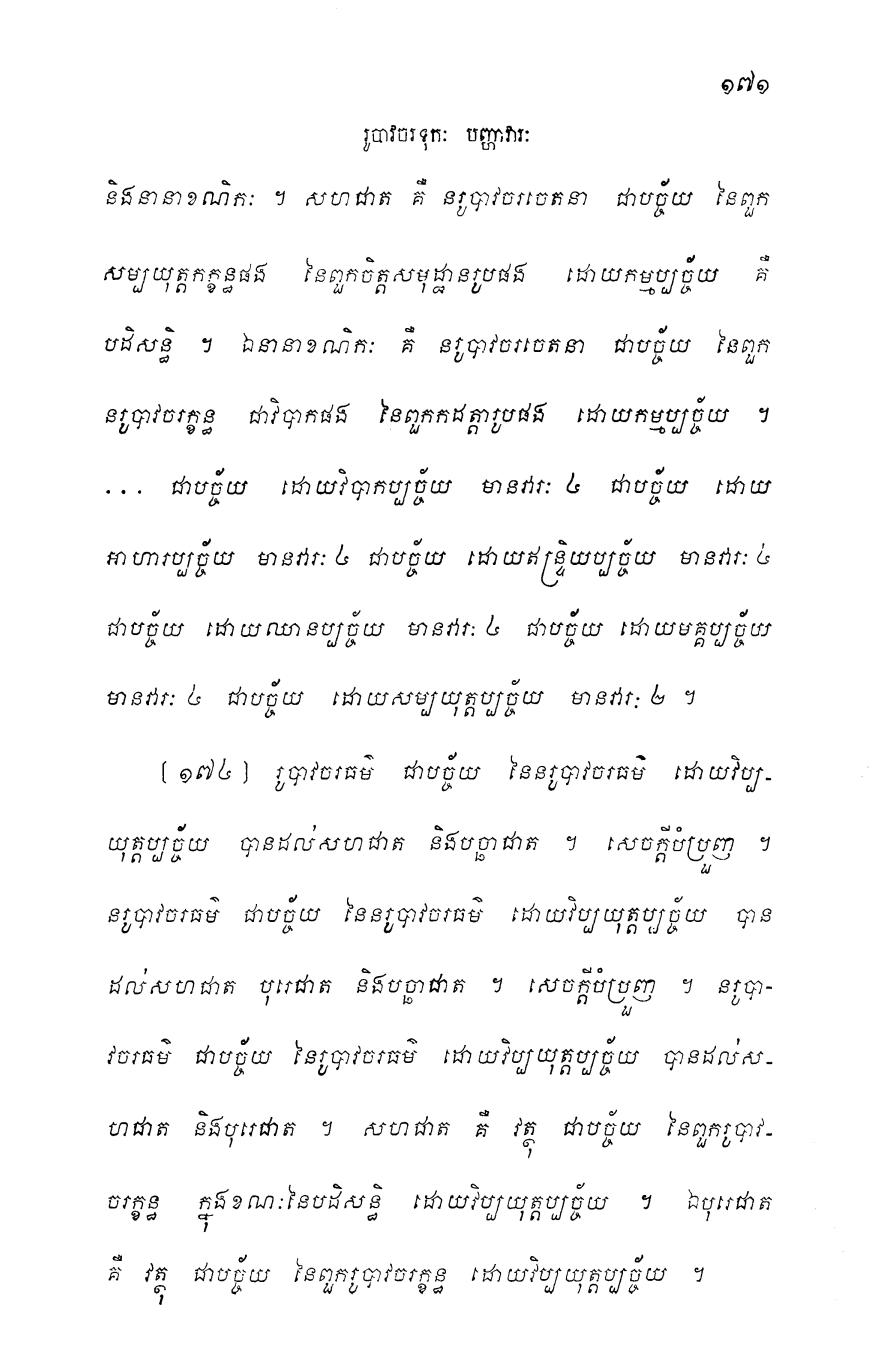 ១៧១
រូបាវចរទុកៈ បញ្ហាវារៈ
និងនានាខណិកៈ ។ សហជាត គឺ នរូបាវចរចេតនា ជាបច្ច័យ នៃពួក
សម្បយុត្តកក្ខន្ធផង នៃពួកចិត្តសមុដ្ឋានរូបផង ដោយកម្មប្បច្ច័យ គឺ
បដិសន្ធិ ។ ឯនានាខណិកៈ គឺ នរូបាវចរចេតនា ជាបច្ច័យ នៃពួក
នរូបាវចរក្ខន្ធ ជាវិបាកផង នៃពួកកដត្តារូបផង ដោយកម្មប្បច្ច័យ ។
... ជាបច្ច័យ ដោយវិបាកប្បច្ច័យ មានវារៈ ៤ ជាបច្ច័យ ដោយ
អាហារប្បច្ច័យ មានវារៈ ៤ ជាបច្ច័យ ដោយឥន្ទ្រិយប្បច្ច័យ មានវារៈ ៤
ជាបច្ច័យ ដោយឈានប្បច្ច័យ មានវារៈ ៤ ជាបច្ច័យ ដោយមគ្គប្បច្ច័យ
មានវារៈ ៤ ជាបច្ច័យ ដោយសម្បយុត្តប្បច្ច័យ មានវារៈ ២ ។
[ ១៧៤ ] រូបាវចរធម៌ ជាបច្ច័យ នៃនរូបាវចរធម៌ ដោយវិប្ប-
យុត្តប្បច្ច័យ បានដល់សហជាត និងបច្ឆាជាត ។ សេចក្តីបំប្រួញ ។
នរូបាវចរធម៌ ជាបច្ច័យ នៃនរូបាវចរធម៌ ដោយវិប្បយុត្តប្បច្ច័យ បាន
ដល់សហជាត បុរេជាត និងបច្ឆាជាត ។ សេចក្តីបំប្រួញ ។ នរូបា-
វចរធម៌ ជាបច្ច័យ នៃរូបាវចរធម៌ ដោយវិប្បយុត្តប្បច្ច័យ បានដល់ស-
ហជាត និងបុរេជាត ។ សហជាត គឺ វត្ថុ ជាបច្ច័យ នៃពួករូបាវ-
ចរក្ខន្ធ ក្នុងខណៈនៃបដិសន្ធិ ដោយវិប្បយុត្តប្បច្ច័យ ។ ឯបុរេជាត
គឺ វត្ថុ ជាបច្ច័យ នៃពួករូបាវចរក្ខន្ធ ដោយវិប្បយុត្តប្បច្ច័យ ។